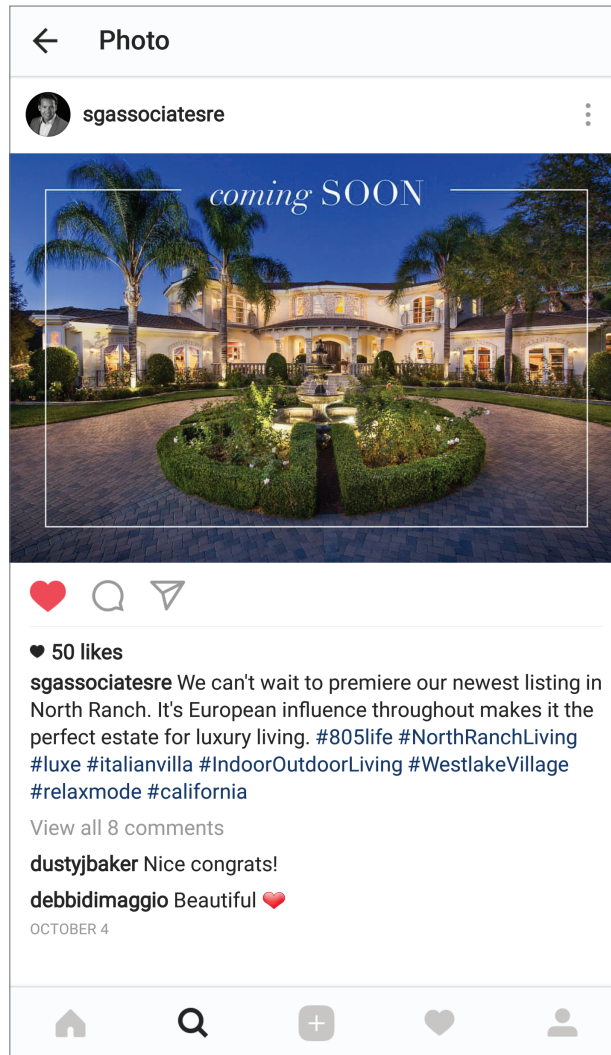 Photo
sgassociatesre
coming SOON
50 likes
sgassociatesre We can't wait to premiere our newest listing in
North Ranch. It's European influence throughout makes it the
perfect estate for luxury living. #805life #NorthRanchLiving
#luxe #italianvilla #IndoorOutdoorLiving #WestlakeVillage
#relaxmode #california
View all 8 comments
dustyjbaker Nice congrats!
debbidimaggio Beautiful ❤
OCTOBER 4